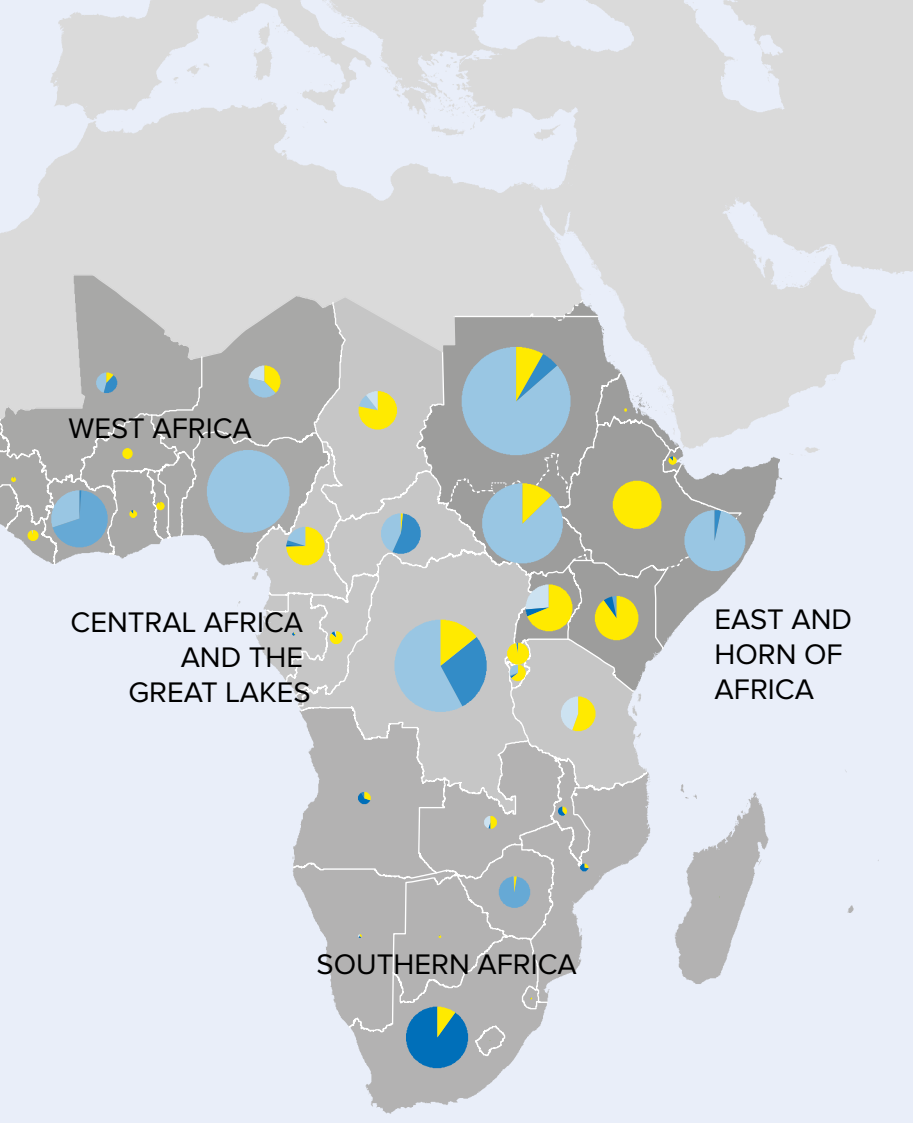 WEST AFRICA
CENTRAL AFRICA
AND THE
GREAT LAKES
EAST AND
HORN OF
AFRICA
SOUTHERN AFRICA